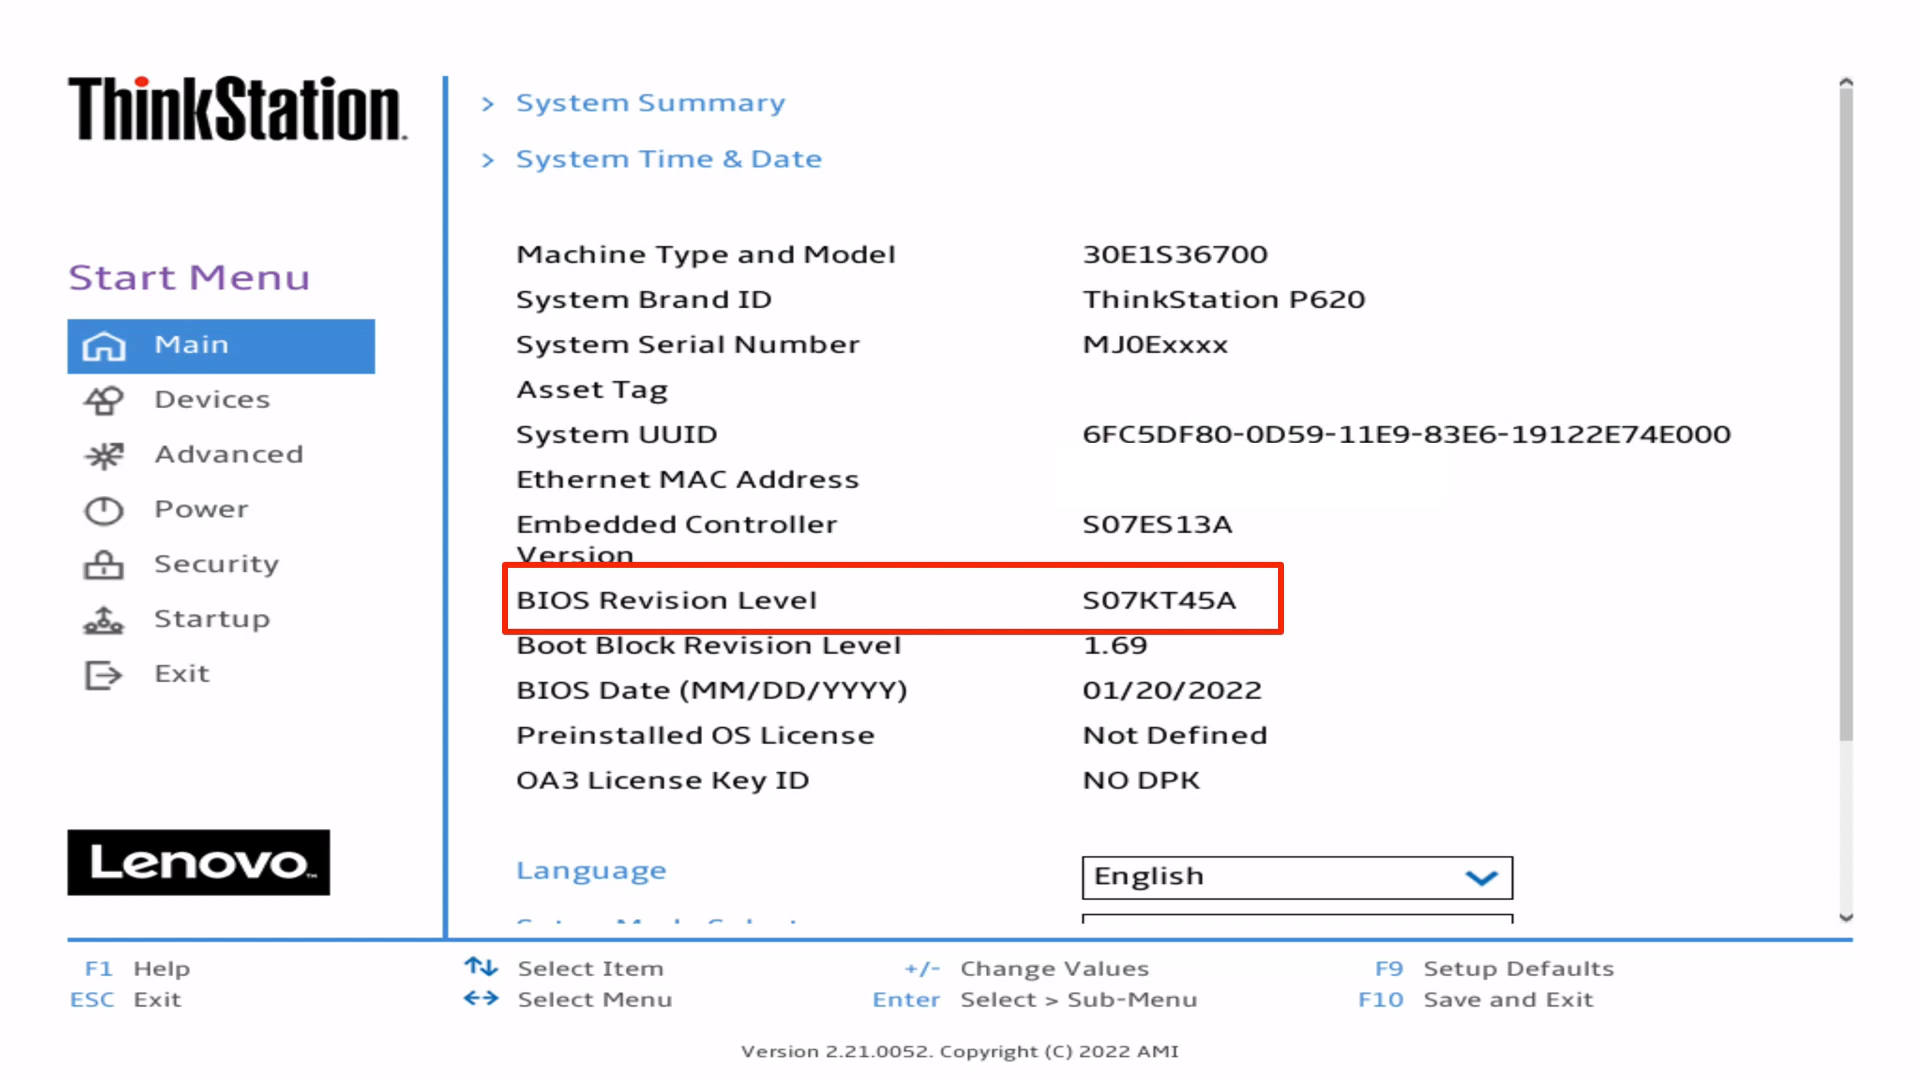 ThinkStation
> System Summary
> System Time & Date
Start Menu
Main
Devices
Advanced
Power
Security
Startup
Exit
Lenovo™
Machine Type and Model 30E1S36700
System Brand ID ThinkStation P620
System Serial Number MJ0Exxxx
Asset Tag
System UUID 6FC5DF80-0D59-11E9-83E6-19122E74E000
Ethernet MAC Address
Embedded Controller S07ES13A
Version
BIOS Revision Level S07KT45A
Boot Block Revision Level 1.69
BIOS Date (MM/DD/YYYY) 01/20/2022
Preinstalled OS License Not Defined
OA3 License Key ID NO DPK
Language English
F1 Help
ESC Exit
↑↓ Select Item
↔ Select Menu
+/- Change Values
Enter Select > Sub-Menu
F9 Setup Defaults
F10 Save and Exit
Version 2.21.0052. Copyright (C) 2022 AMI